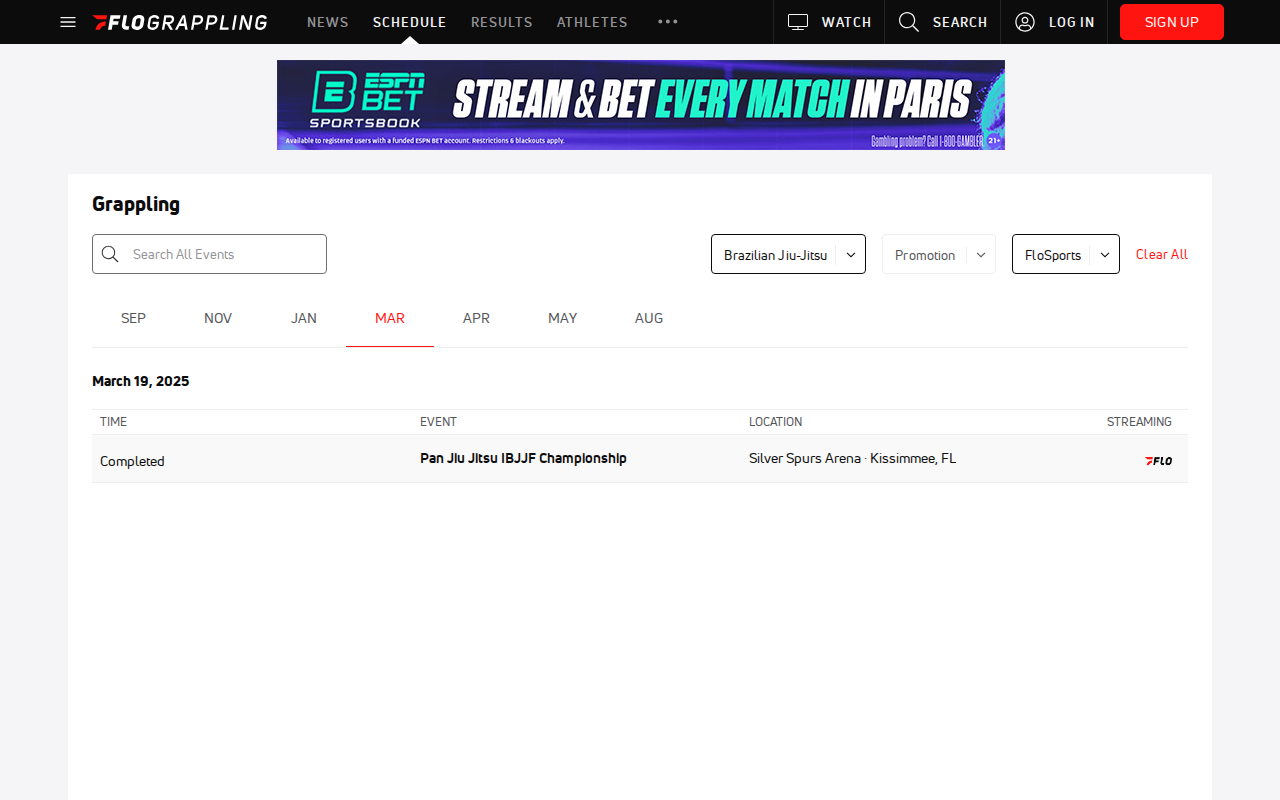 FLOGRAPPLING NEWS SCHEDULE RESULTS ATHLETES WATCH SEARCH LOG IN SIGN UP
ESPN BET SPORTSBOOK
STREAM & BET EVERY MATCH IN PARIS
Available to registered users with a funded ESPN BET account. Restrictions & blackouts apply.
Gambling problem? Call 1-800-GAMBLER 21+
Grappling
Search All Events Brazilian Jiu-Jitsu Promotion FloSports Clear All
SEP NOV JAN MAR APR MAY AUG
March 19, 2025
TIME EVENT LOCATION STREAMING
Completed Pan Jiu Jitsu IBJJF Championship Silver Spurs Arena · Kissimmee, FL FLO